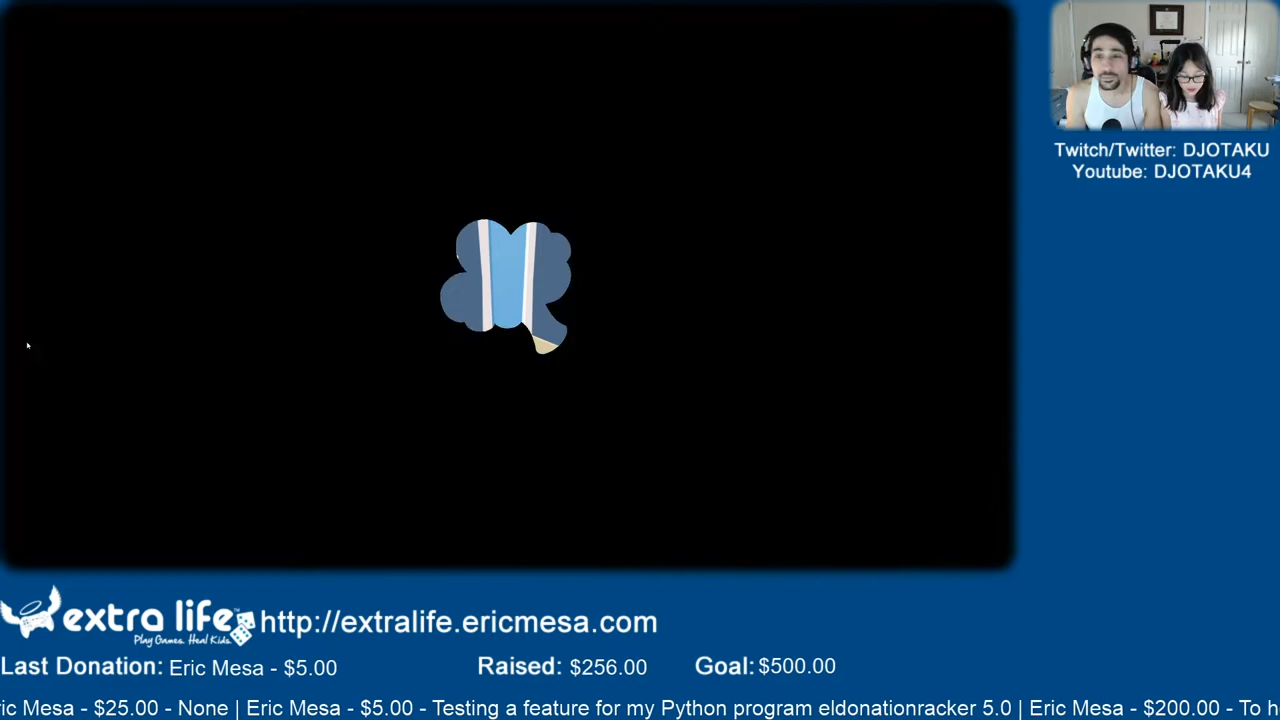 Twitch/Twitter: DJOTAKU
Youtube: DJOTAKU4
extra life
Play Games. Heal Kids.
http://extralife.ericmesa.com
Last Donation: Eric Mesa - $5.00 Raised: $256.00 Goal: $500.00
ric Mesa - $25.00 - None | Eric Mesa - $5.00 - Testing a feature for my Python program eldonationracker 5.0 | Eric Mesa - $200.00 - To h